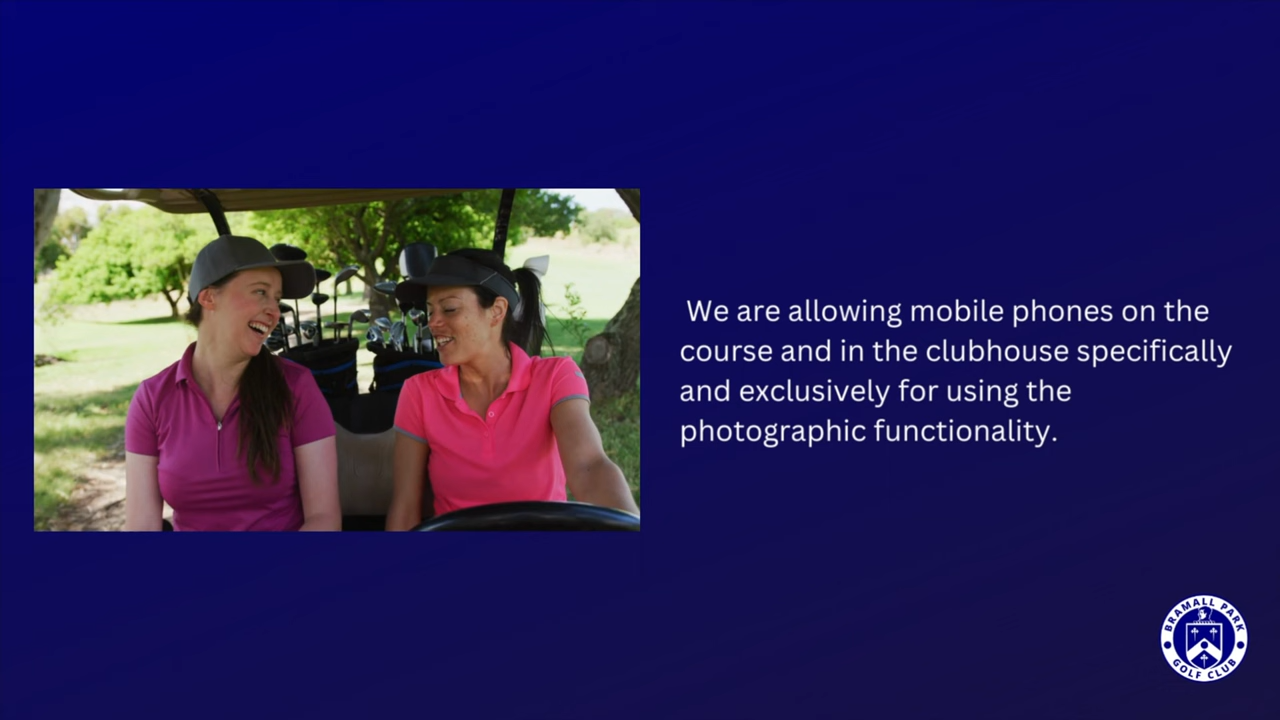 We are allowing mobile phones on the
course and in the clubhouse specifically
and exclusively for using the
photographic functionality.
BRAMALL PARK
GOLF CLUB